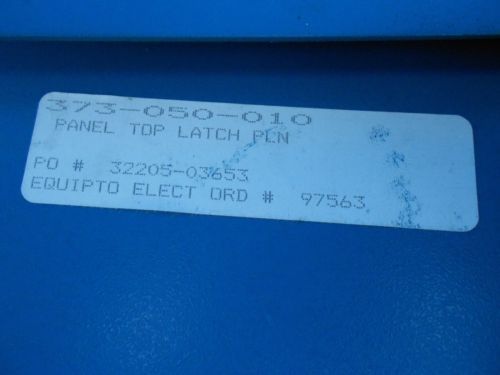 373-050-010
PANEL TOP LATCH PLN
PO # 32205-03653
EQUIPTO ELECT ORD # 97563